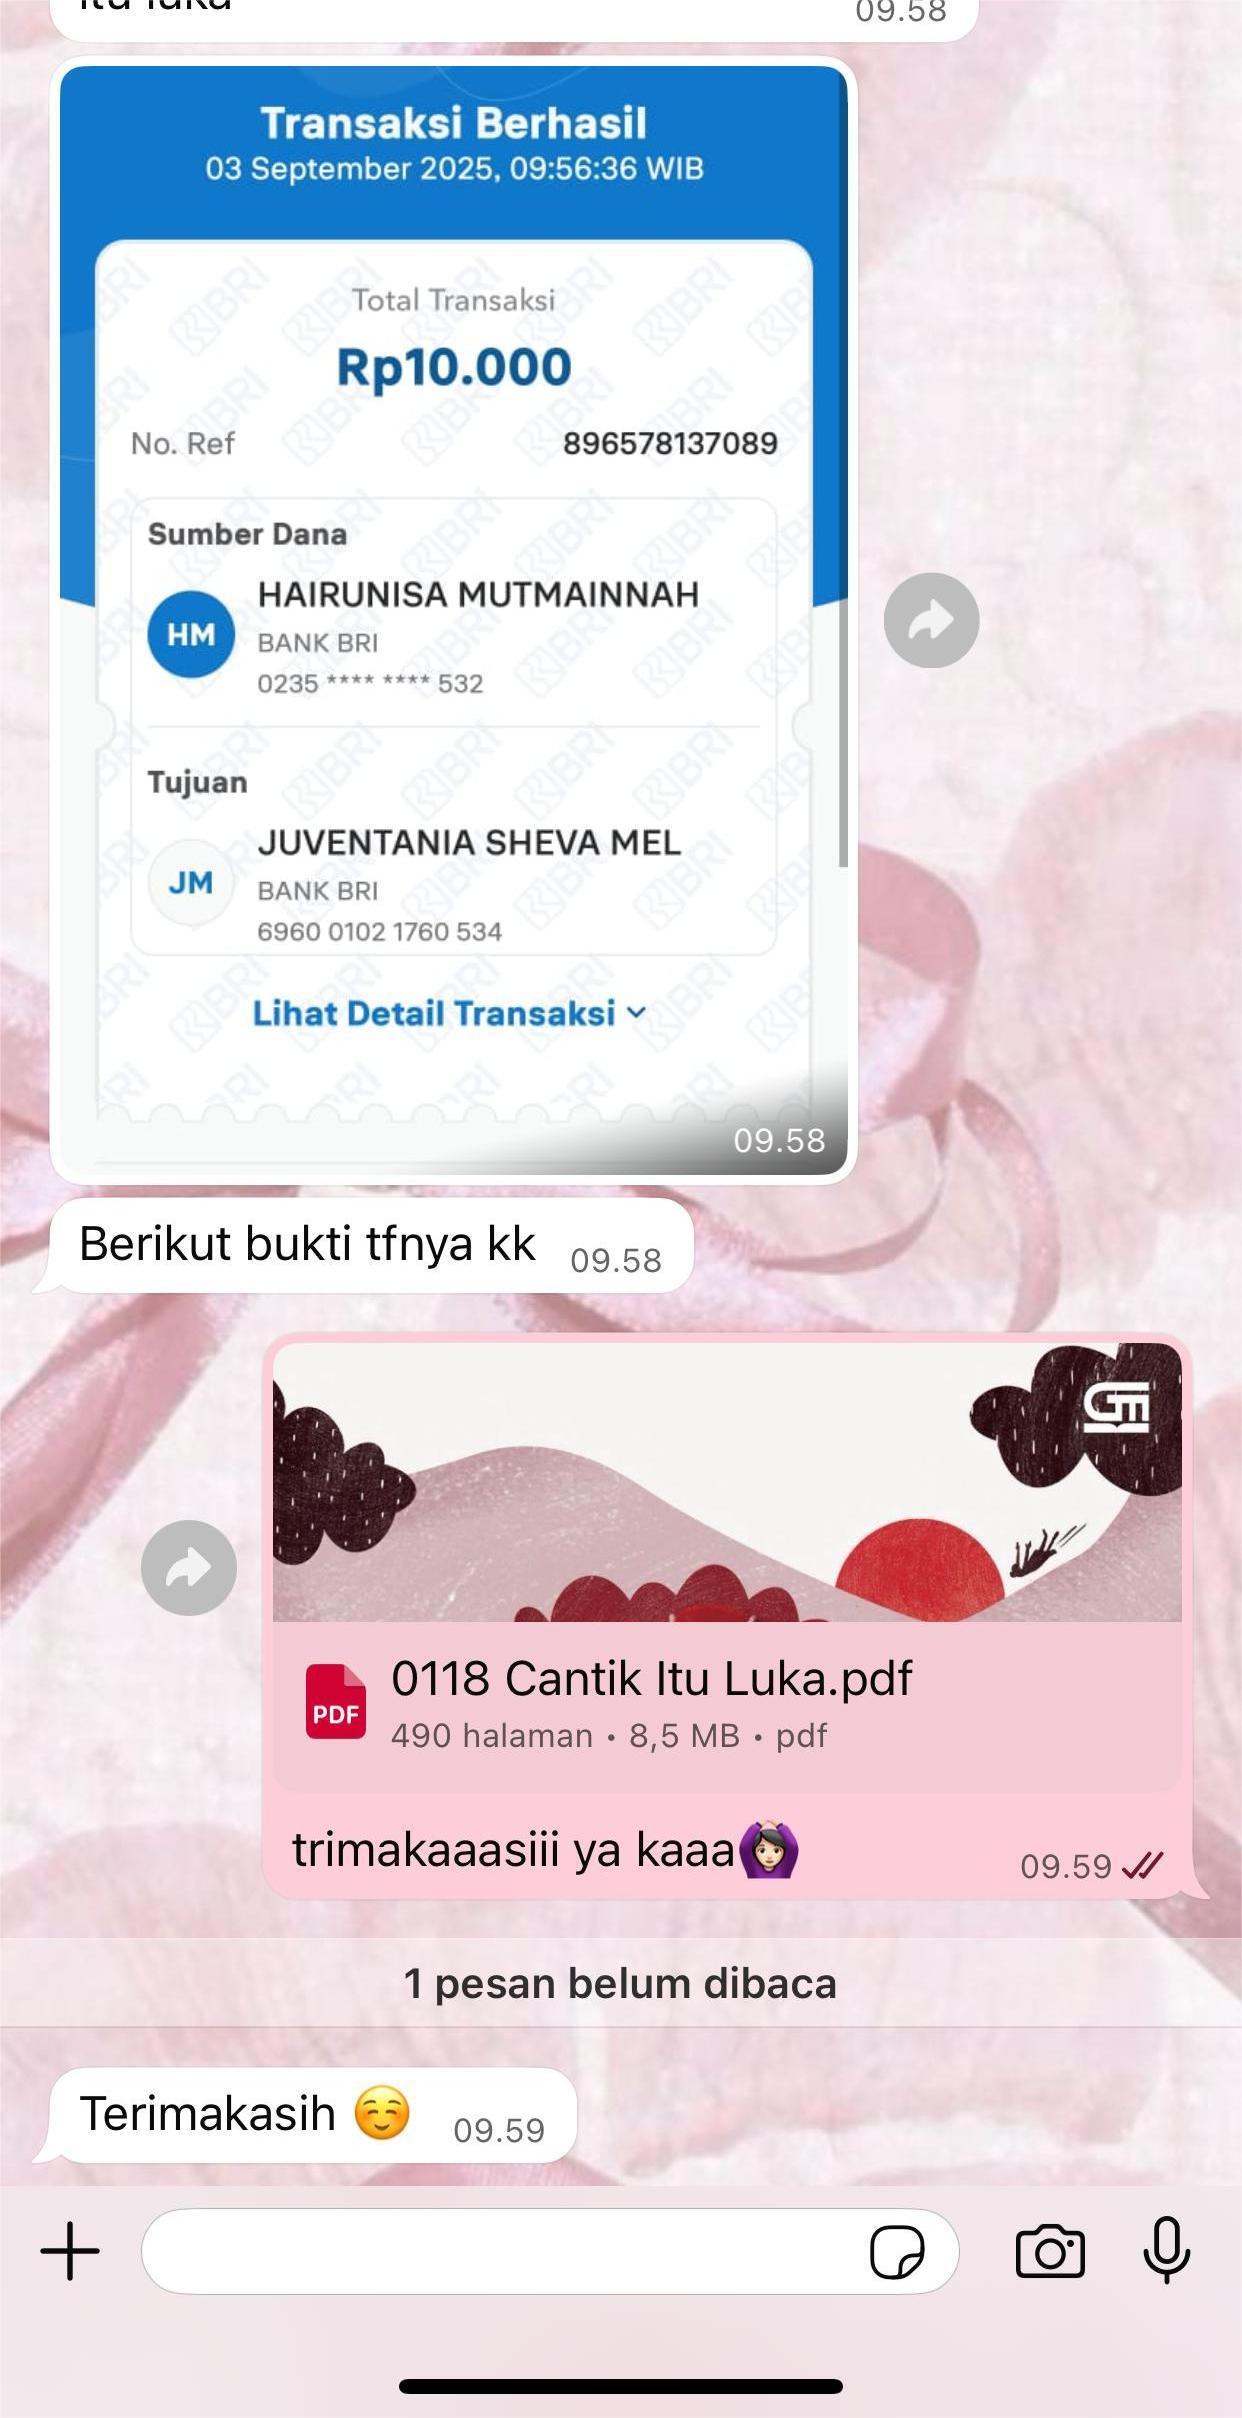 itu luka
09.58
Transaksi Berhasil
03 September 2025, 09:56:36 WIB
Total Transaksi
Rp10.000
No. Ref 896578137089
Sumber Dana
HM
HAIRUNISA MUTMAINNAH
BANK BRI
0235 **** **** 532
Tujuan
JM
JUVENTANIA SHEVA MEL
BANK BRI
6960 0102 1760 534
Lihat Detail Transaksi
09.58
Berikut bukti tfnya kk 09.58
GM
PDF
0118 Cantik Itu Luka.pdf
490 halaman • 8,5 MB • pdf
trimakaaasiii ya kaaa🙆🏻‍♀️
09.59
1 pesan belum dibaca
Terimakasih ☺️ 09.59